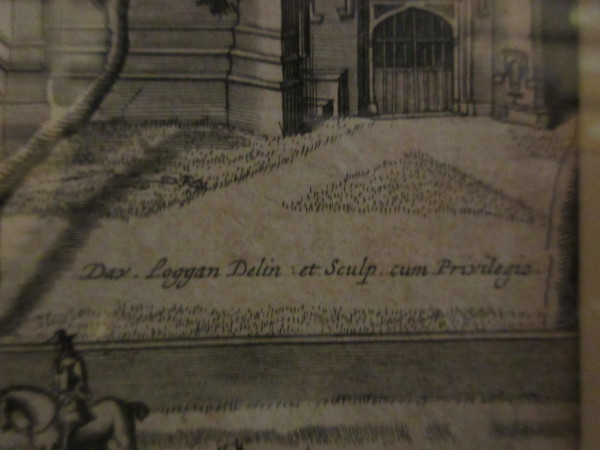 Dav. Loggan Delin : et Sculp. cum Privilegio.